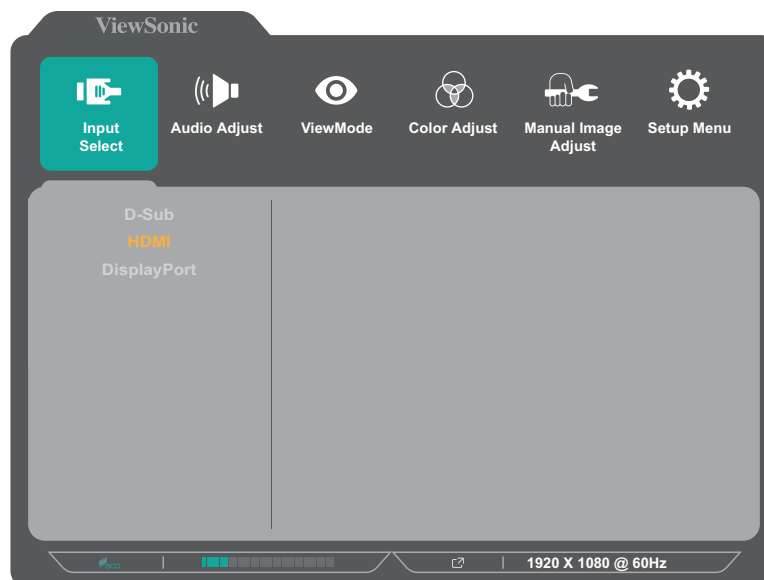 ViewSonic
Input
Select
Audio Adjust
ViewMode
Color Adjust
Manual Image
Adjust
Setup Menu
D-Sub
HDMI
DisplayPort
eco
1920 X 1080 @ 60Hz